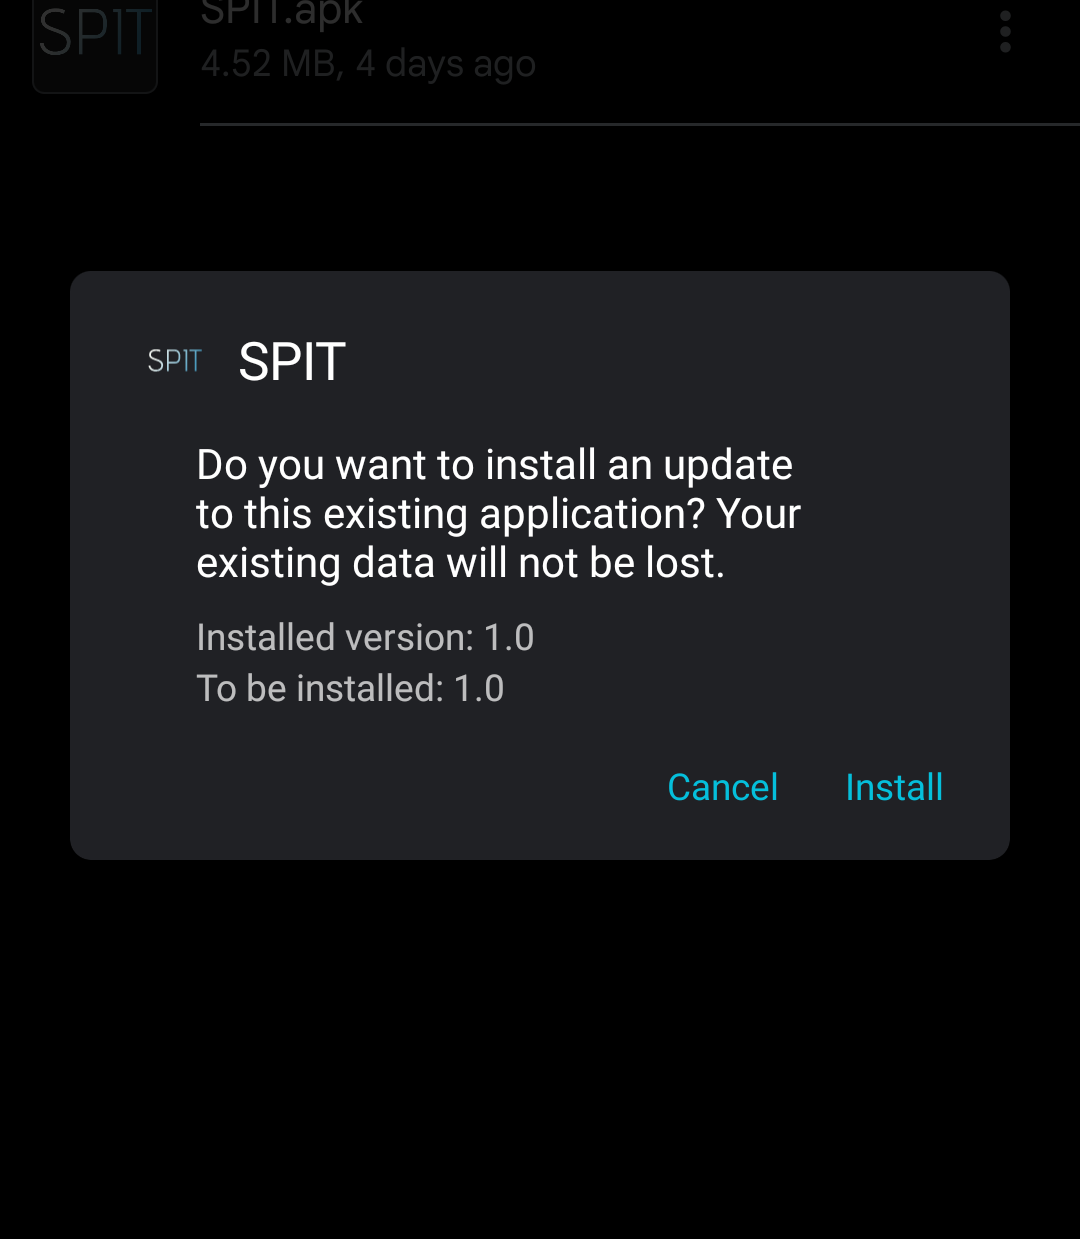 SPIT
SPIT.apk
4.52 MB, 4 days ago
SPIT
SPIT
Do you want to install an update
to this existing application? Your
existing data will not be lost.
Installed version: 1.0
To be installed: 1.0
Cancel
Install